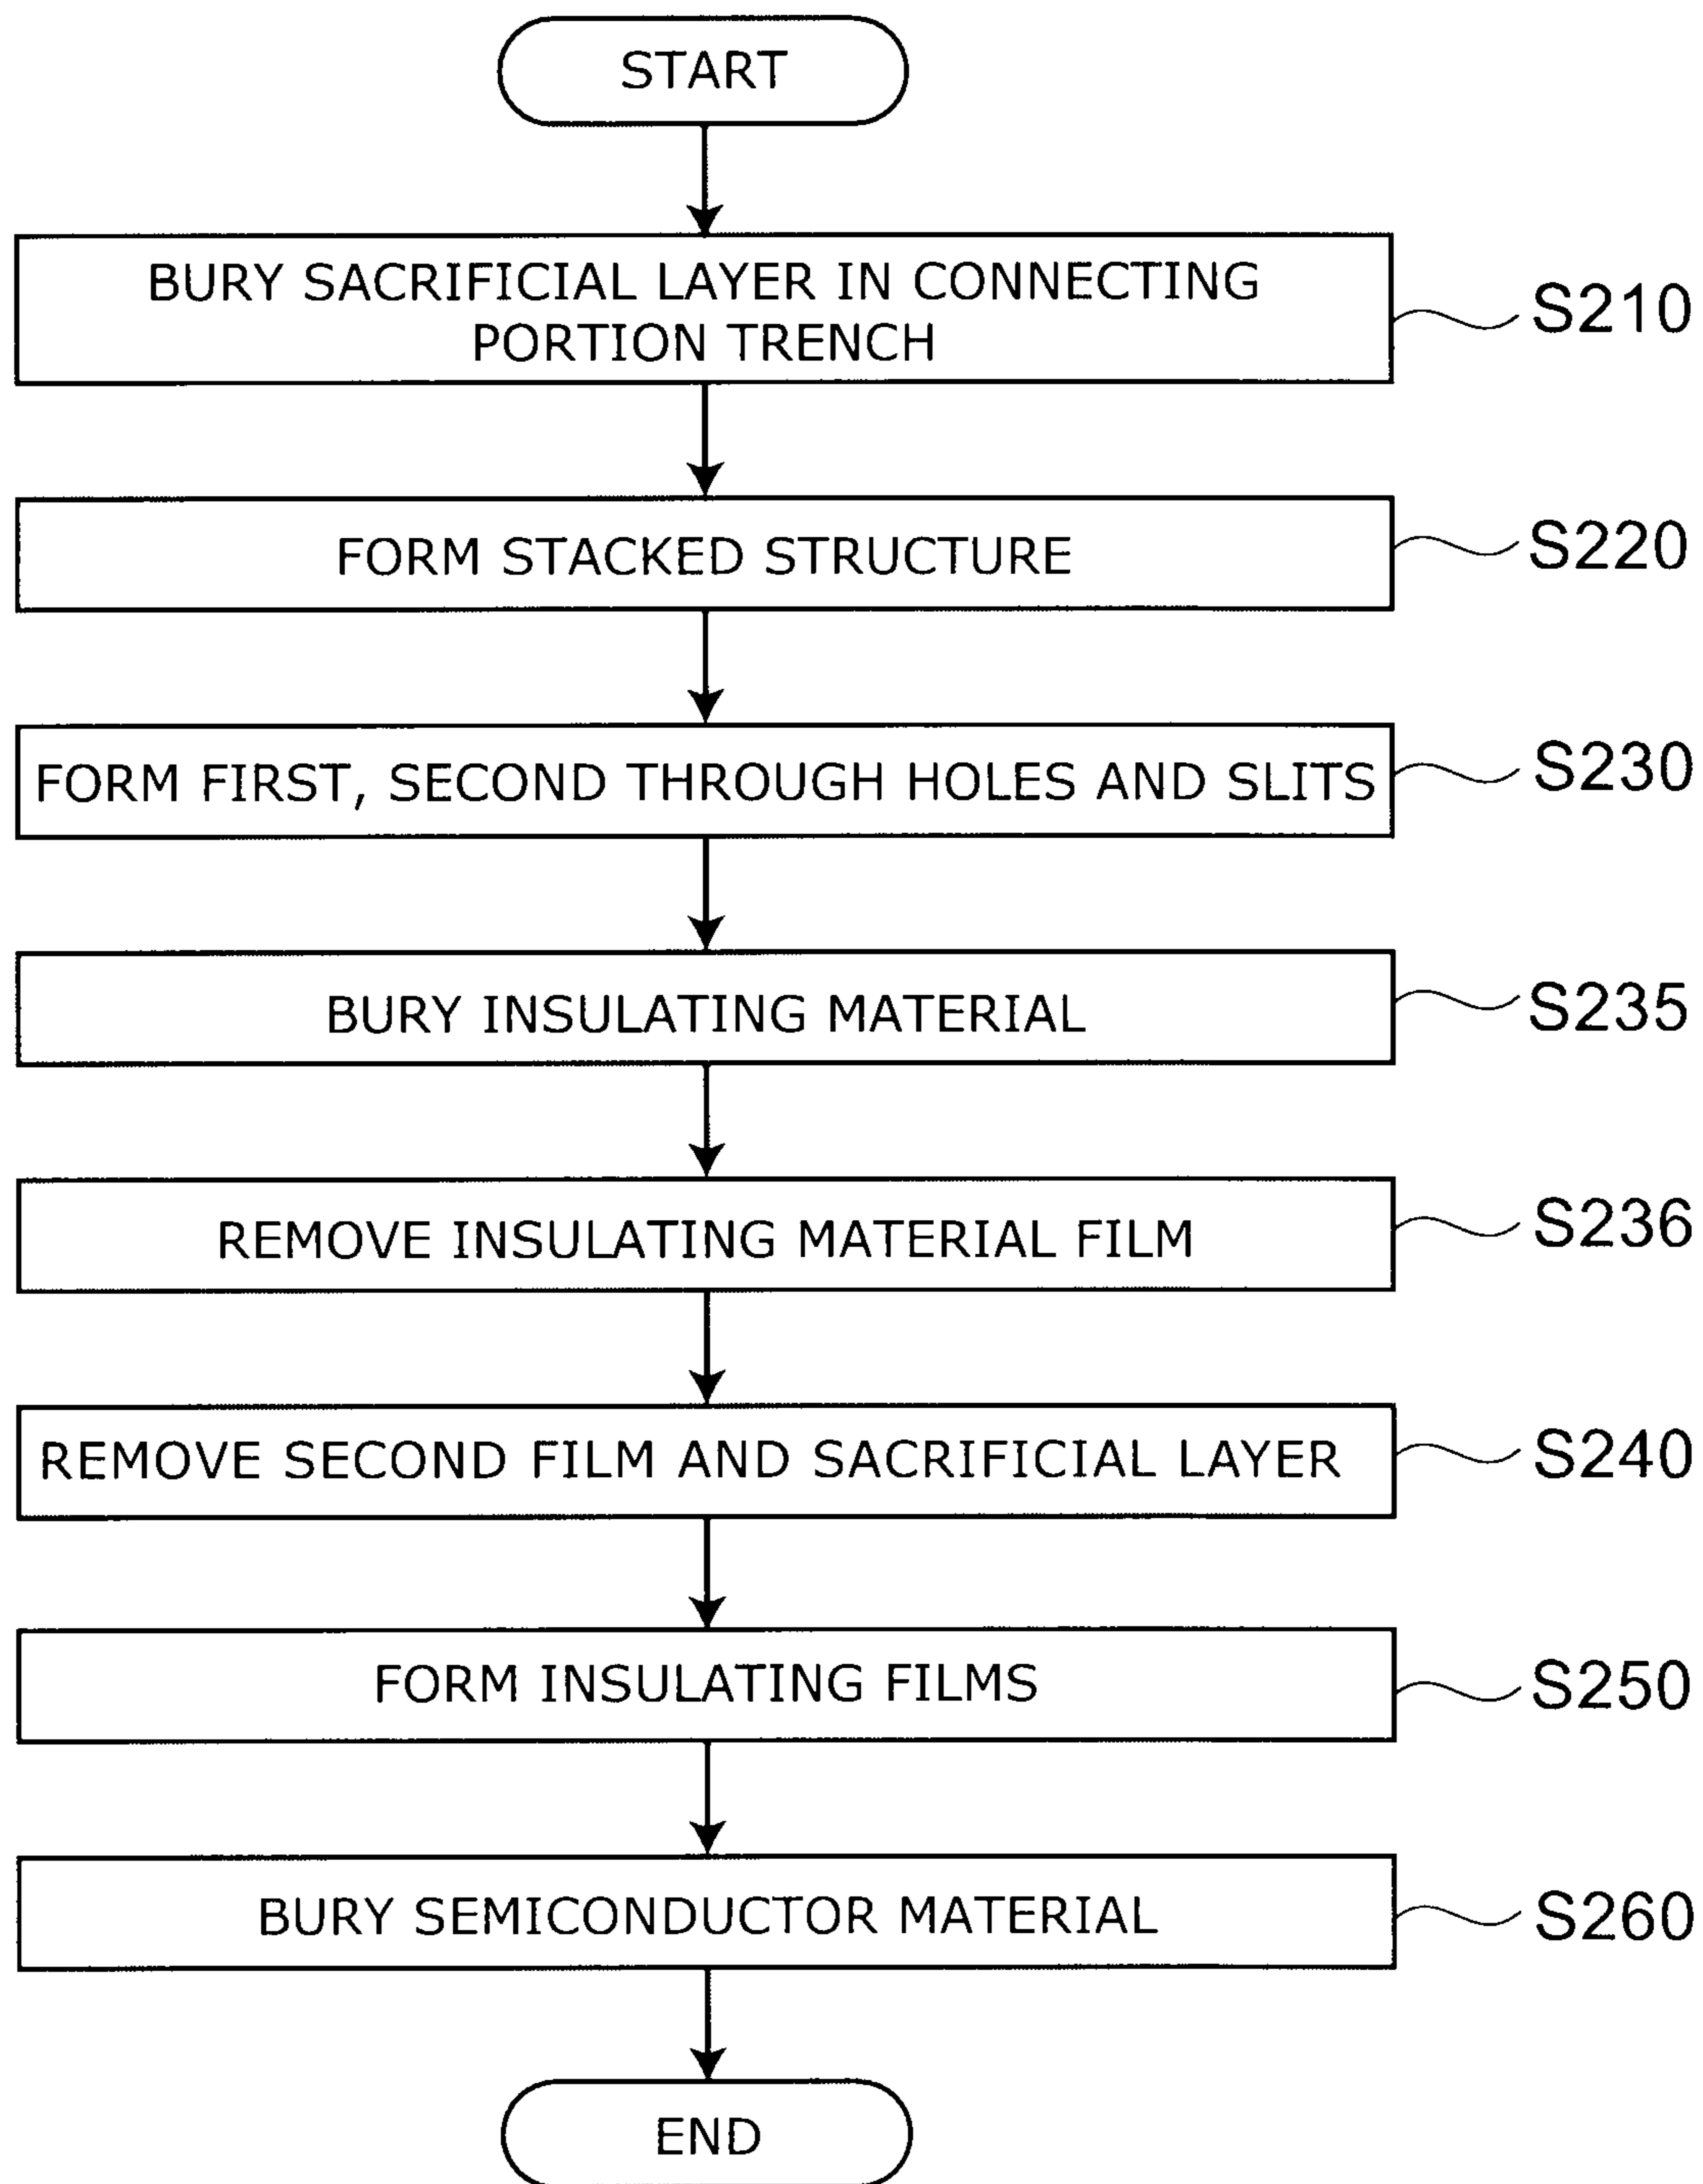 START
BURY SACRIFICIAL LAYER IN CONNECTING
PORTION TRENCH
S210
FORM STACKED STRUCTURE
S220
FORM FIRST, SECOND THROUGH HOLES AND SLITS
S230
BURY INSULATING MATERIAL
S235
REMOVE INSULATING MATERIAL FILM
S236
REMOVE SECOND FILM AND SACRIFICIAL LAYER
S240
FORM INSULATING FILMS
S250
BURY SEMICONDUCTOR MATERIAL
S260
END